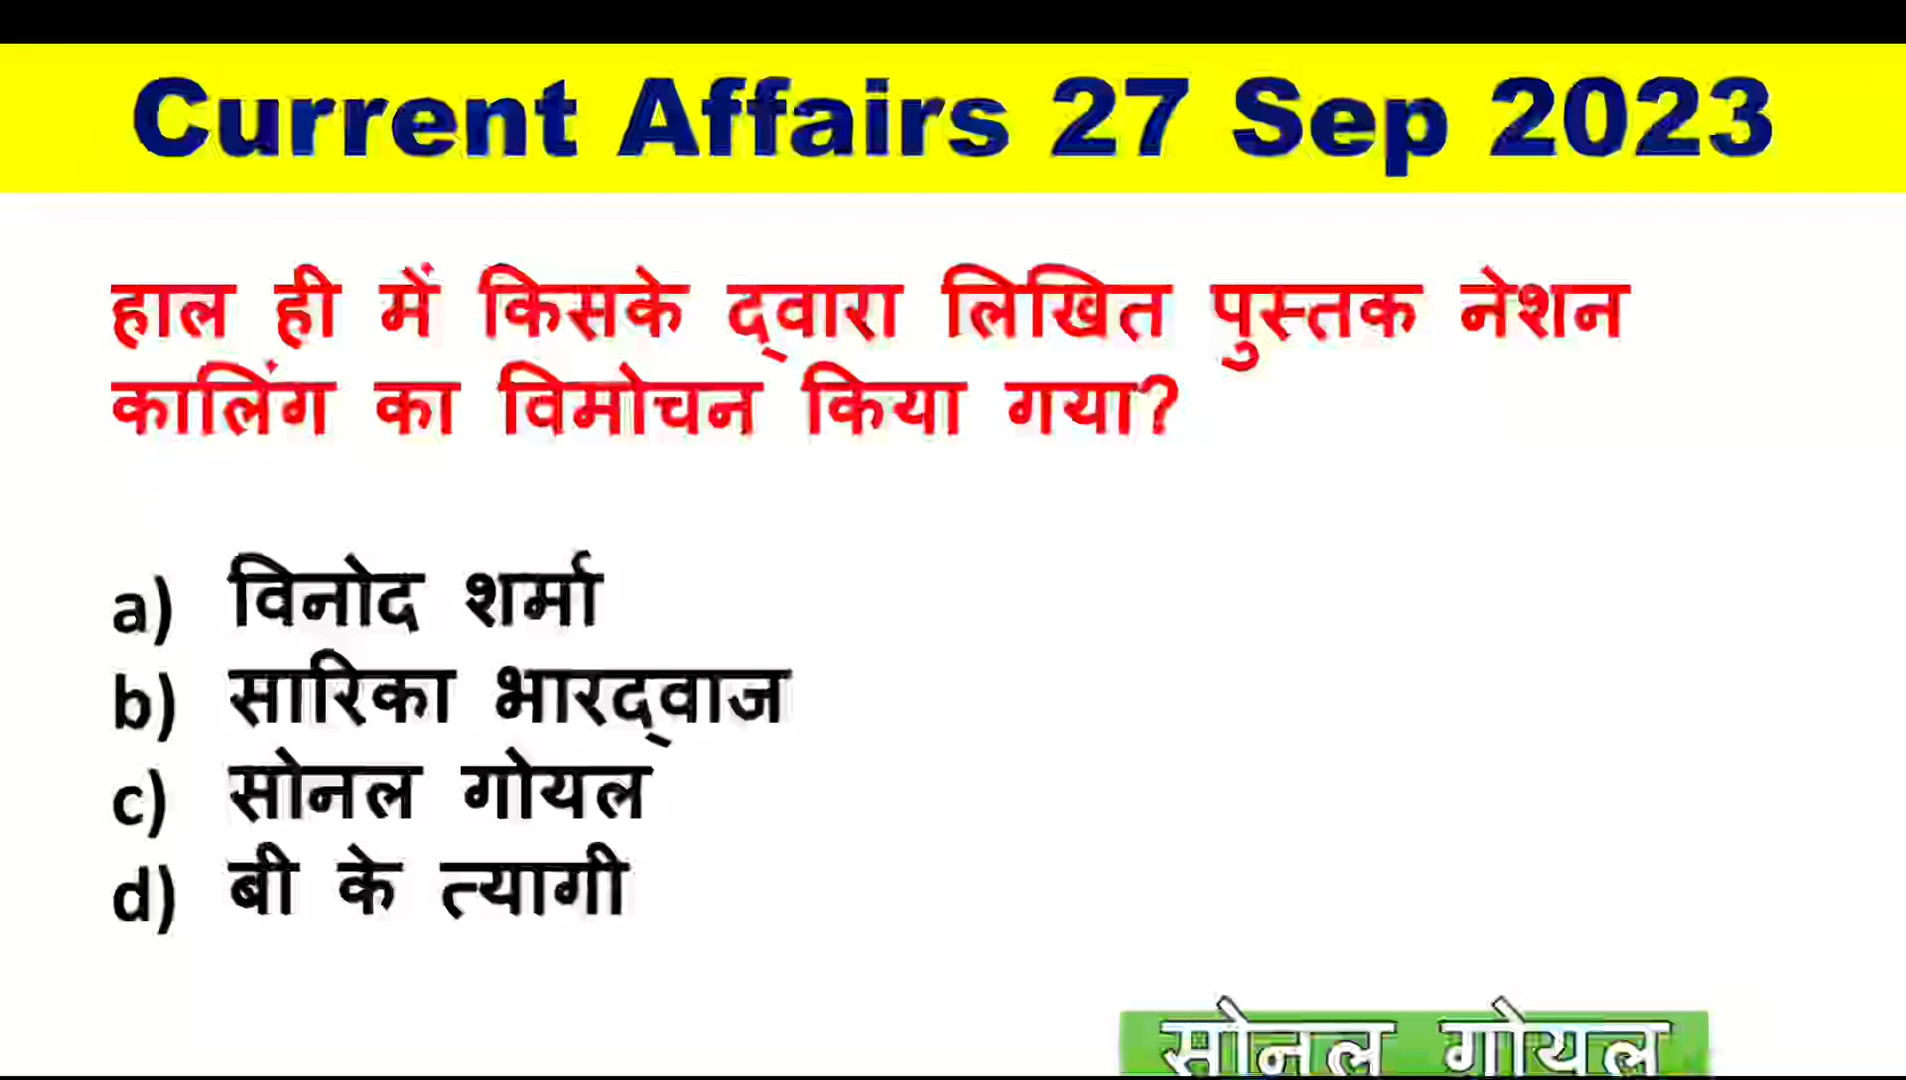 Current Affairs 27 Sep 2023
हाल ही में किसके द्वारा लिखित पुस्तक नेशन
कालिंग का विमोचन किया गया?
a) विनोद शर्मा
b) सारिका भारद्वाज
c) सोनल गोयल
d) बी के त्यागी
सोनल गोयल